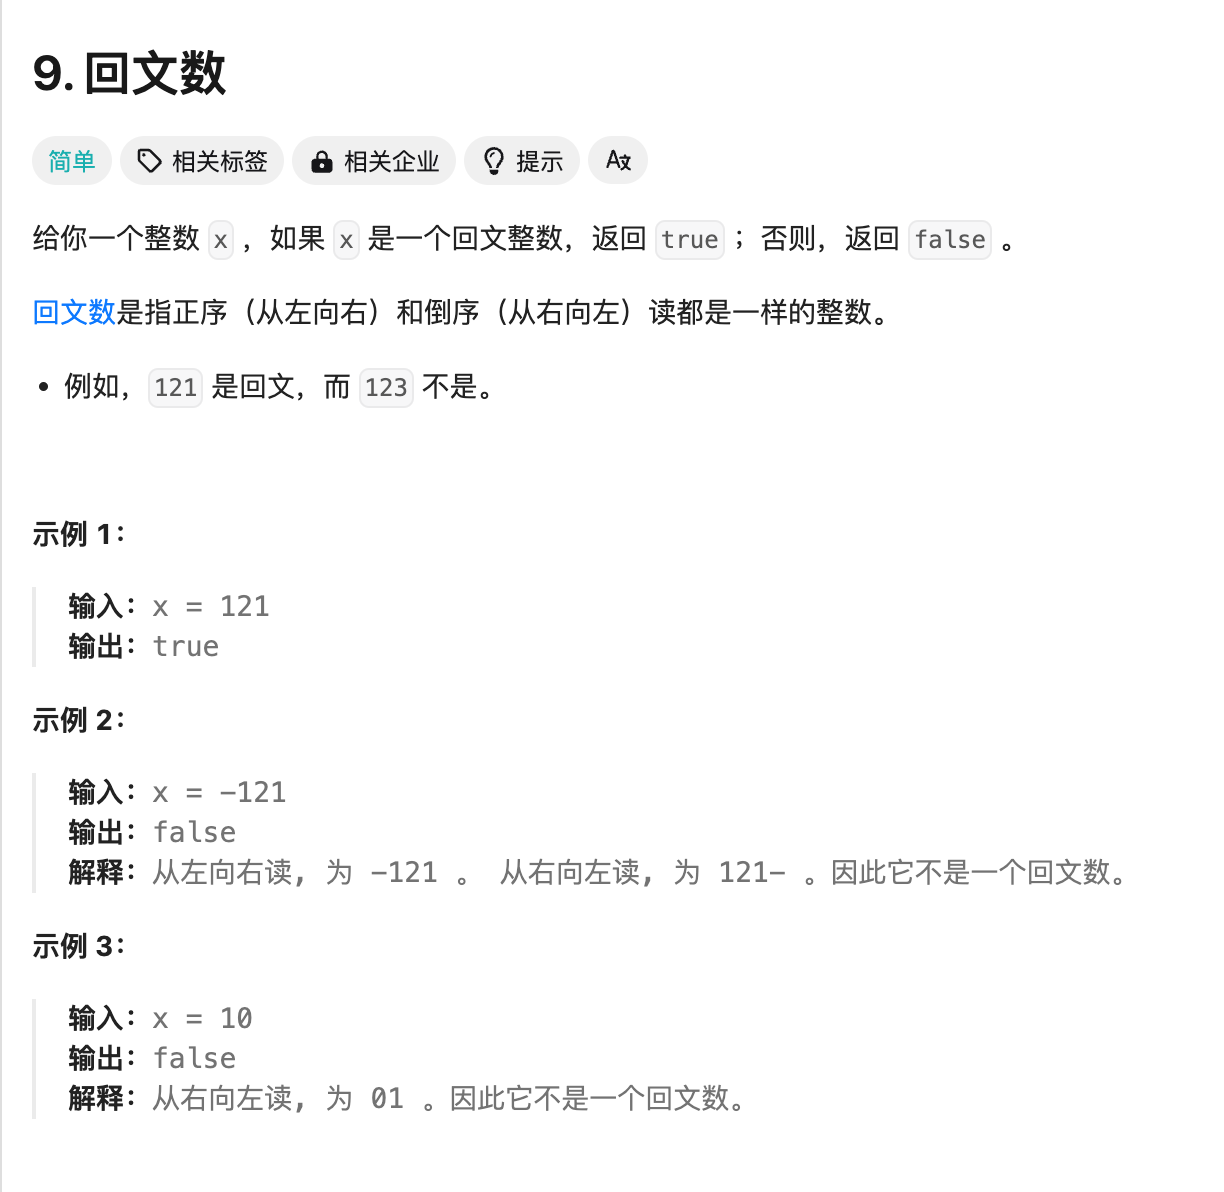 9. 回文数
简单 相关标签 相关企业 提示
给你一个整数 x ，如果 x 是一个回文整数，返回 true ；否则，返回 false 。
回文数是指正序（从左向右）和倒序（从右向左）读都是一样的整数。
• 例如，121 是回文，而 123 不是。
示例 1：
输入：x = 121
输出：true
示例 2：
输入：x = -121
输出：false
解释：从左向右读, 为 -121 。 从右向左读, 为 121- 。因此它不是一个回文数。
示例 3：
输入：x = 10
输出：false
解释：从右向左读, 为 01 。因此它不是一个回文数。